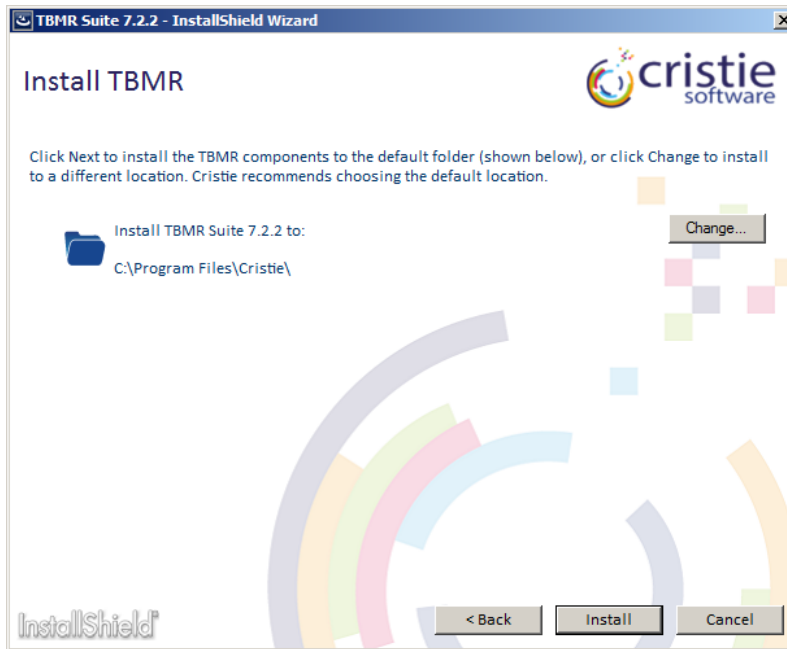 TBMR Suite 7.2.2 - InstallShield Wizard
Install TBMR
cristie
software
Click Next to install the TBMR components to the default folder (shown below), or click Change to install
to a different location. Cristie recommends choosing the default location.
Install TBMR Suite 7.2.2 to:
Change...
C:\Program Files\Cristie\
InstallShield
< Back
Install
Cancel